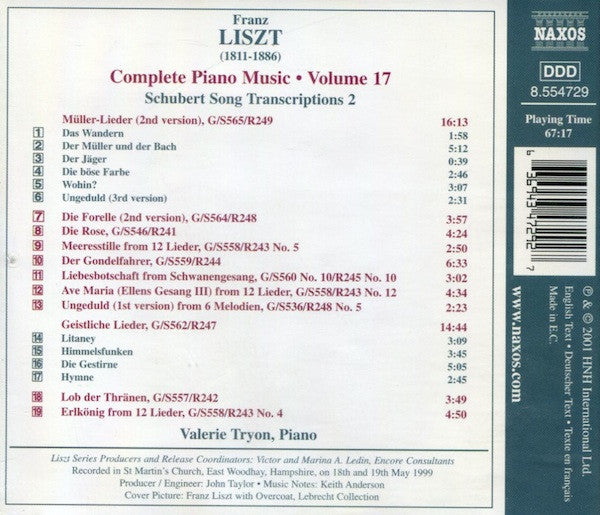 Franz
LISZT
(1811-1886)
Complete Piano Music • Volume 17
Schubert Song Transcriptions 2
Müller-Lieder (2nd version), G/S565/R249 16:13
1 Das Wandern 1:58
2 Der Müller und der Bach 5:12
3 Der Jäger 0:39
4 Die böse Farbe 2:46
5 Wohin? 3:07
6 Ungeduld (3rd version) 2:31
7 Die Forelle (2nd version), G/S564/R248 3:57
8 Die Rose, G/S546/R241 4:24
9 Meeresstille from 12 Lieder, G/S558/R243 No. 5 2:50
10 Der Gondelfahrer, G/S559/R244 6:33
11 Liebesbotschaft from Schwanengesang, G/S560 No. 10/R245 No. 10 3:02
12 Ave Maria (Ellens Gesang III) from 12 Lieder, G/S558/R243 No. 12 4:34
13 Ungeduld (1st version) from 6 Melodien, G/S536/R248 No. 5 2:23
Geistliche Lieder, G/S562/R247 14:44
14 Litaney 3:09
15 Himmelsfunken 3:45
16 Die Gestirne 5:05
17 Hymne 2:45
18 Lob der Thränen, G/S557/R242 3:49
19 Erlkönig from 12 Lieder, G/S558/R243 No. 4 4:50
Valerie Tryon, Piano
Liszt Series Producers and Release Coordinators: Victor and Marina A. Ledin, Encore Consultants
Recorded in St Martin's Church, East Woodhay, Hampshire, on 18th and 19th May 1999
Producer / Engineer: John Taylor • Music Notes: Keith Anderson
Cover Picture: Franz Liszt with Overcoat, Lebrecht Collection
NAXOS
DDD
8.554729
Playing Time
67:17
6 36943 47292 7
www.naxos.com
℗ & © 2001 HNH International Ltd.
English Text • Deutscher Text • Texte en français
Made in E.C.